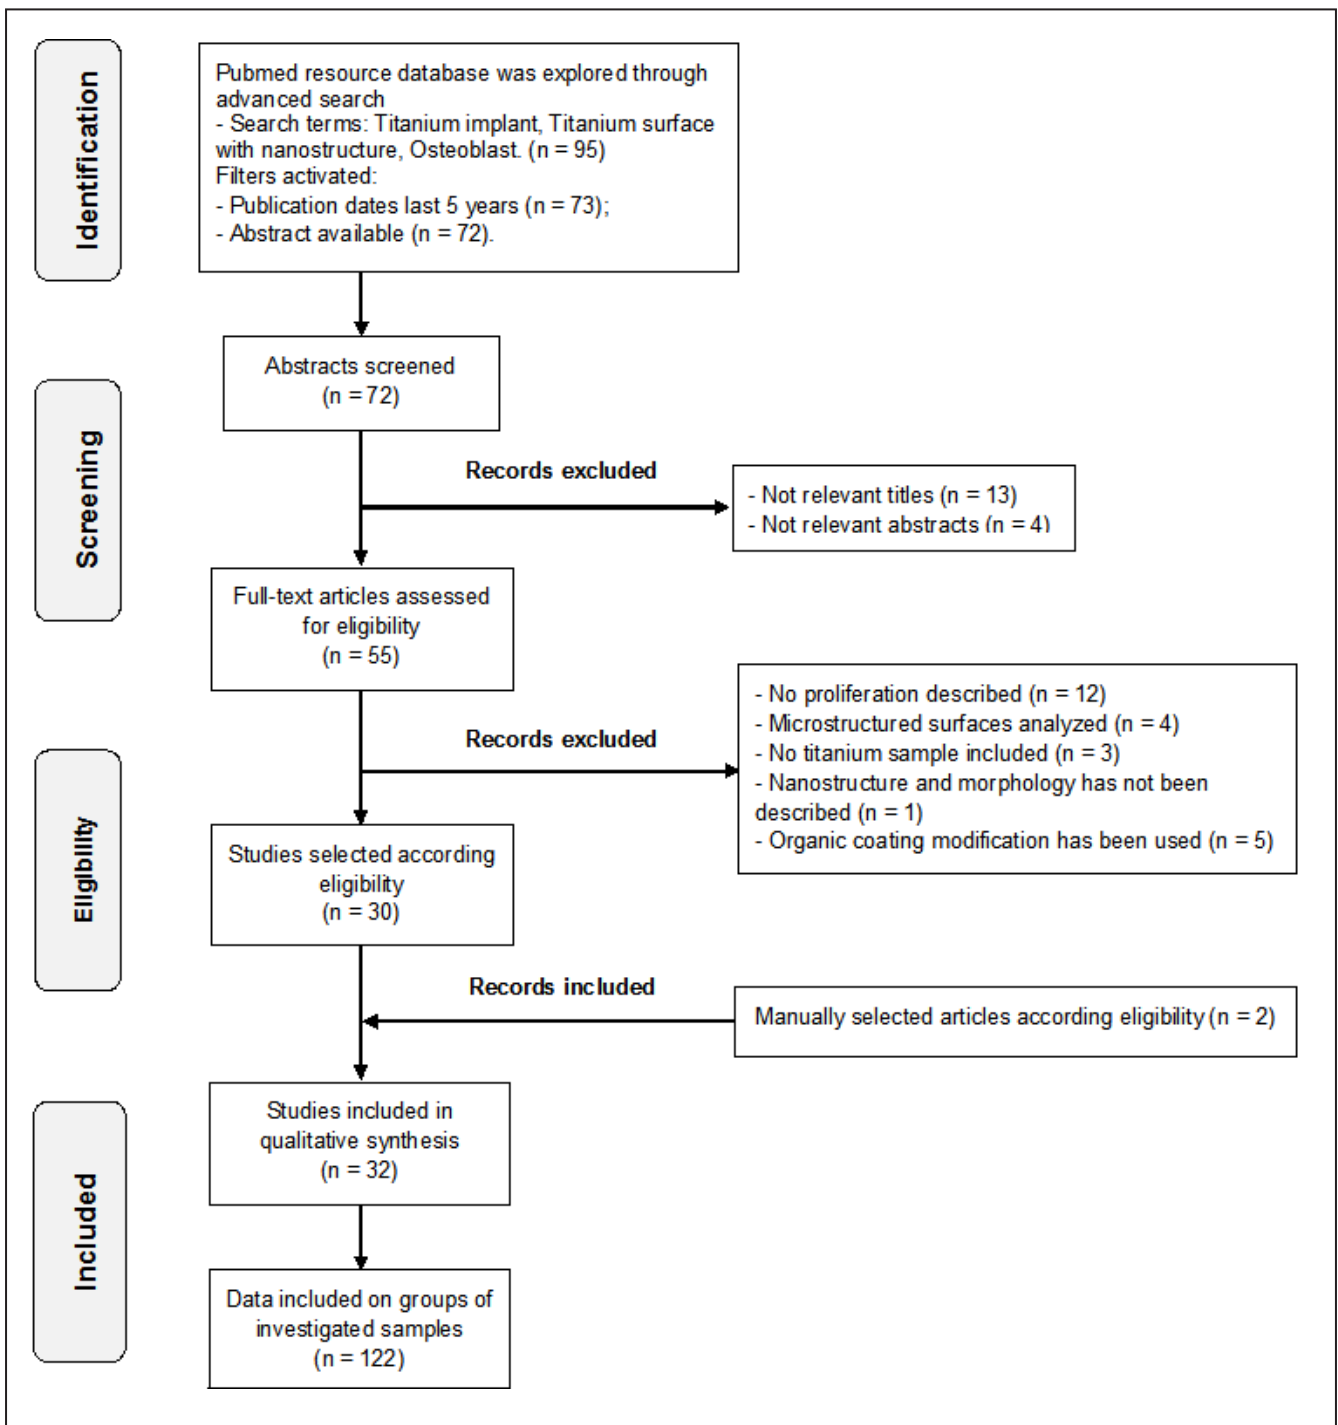 Identification
Pubmed resource database was explored through
advanced search
- Search terms: Titanium implant, Titanium surface
with nanostructure, Osteoblast. (n = 95)
Filters activated:
- Publication dates last 5 years (n = 73);
- Abstract available (n = 72).
Screening
Abstracts screened
(n = 72)
Records excluded
- Not relevant titles (n = 13)
- Not relevant abstracts (n = 4)
Full-text articles assessed
for eligibility
(n = 55)
Eligibility
Records excluded
- No proliferation described (n = 12)
- Microstructured surfaces analyzed (n = 4)
- No titanium sample included (n = 3)
- Nanostructure and morphology has not been
described (n = 1)
- Organic coating modification has been used (n = 5)
Studies selected according
eligibility
(n = 30)
Records included
Manually selected articles according eligibility (n = 2)
Included
Studies included in
qualitative synthesis
(n = 32)
Data included on groups of
investigated samples
(n = 122)